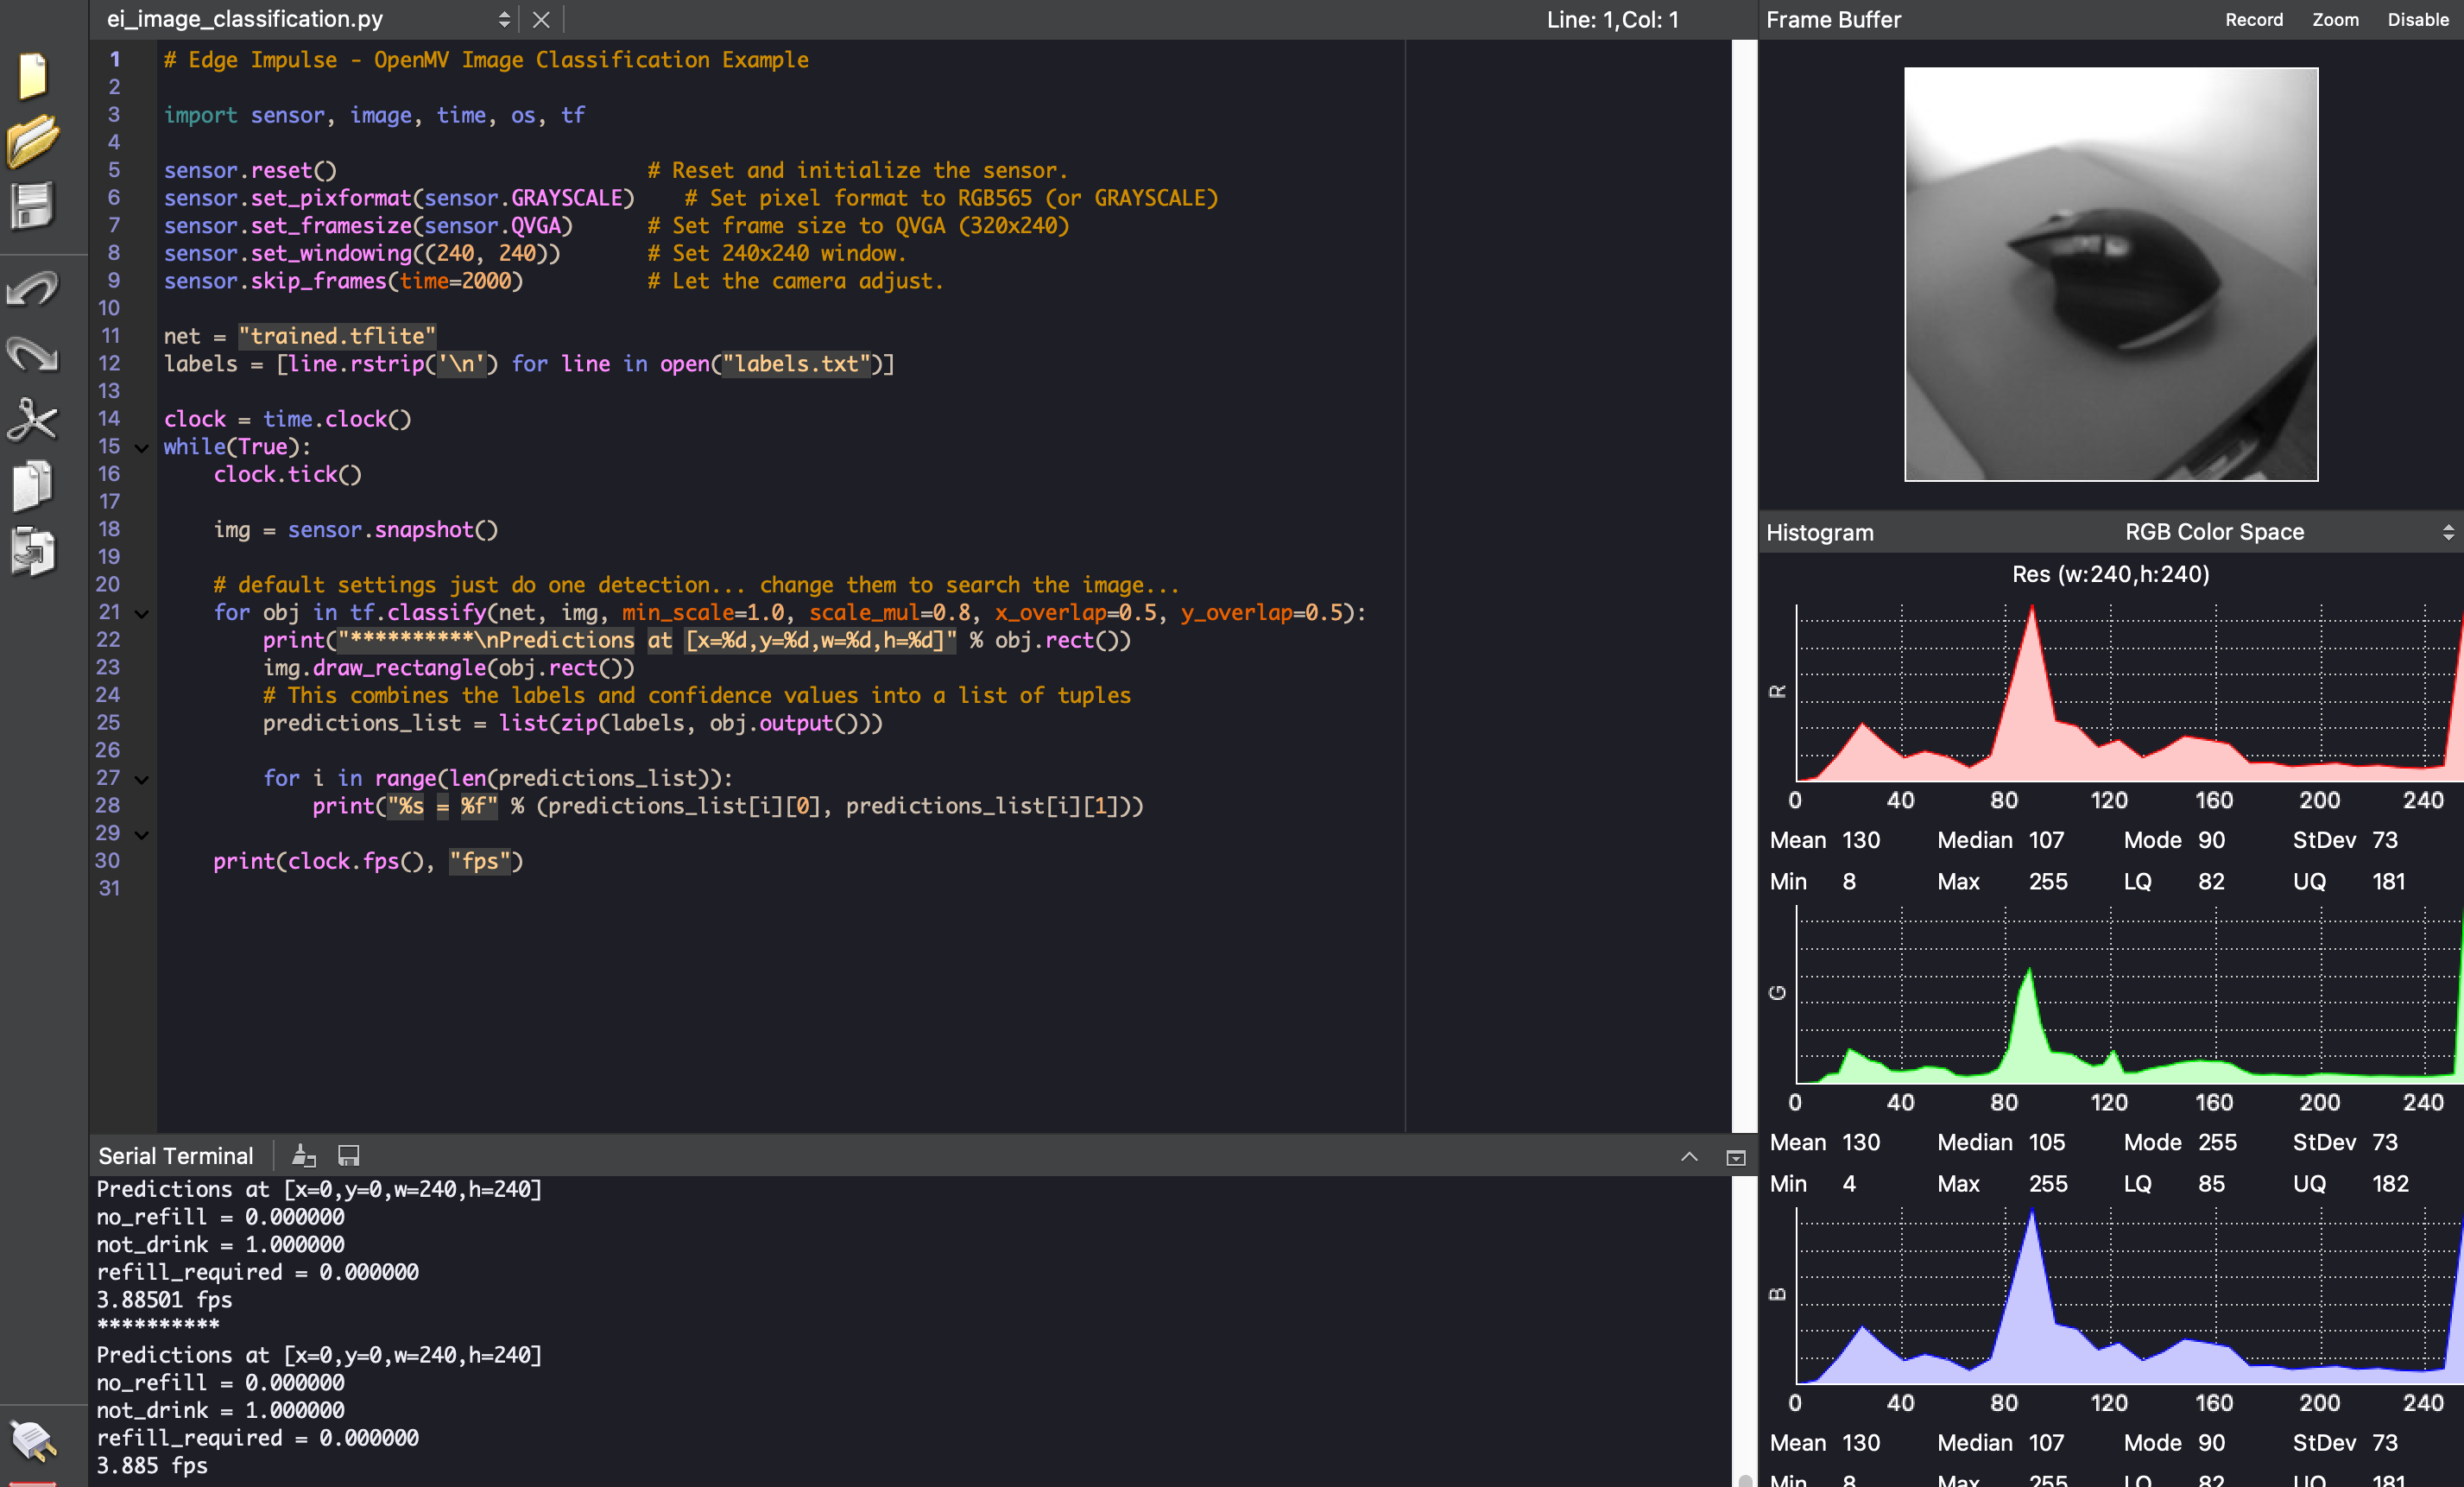 ei_image_classification.py
Line: 1,Col: 1
1 # Edge Impulse - OpenMV Image Classification Example
2
3 import sensor, image, time, os, tf
4
5 sensor.reset() # Reset and initialize the sensor.
6 sensor.set_pixformat(sensor.GRAYSCALE) # Set pixel format to RGB565 (or GRAYSCALE)
7 sensor.set_framesize(sensor.QVGA) # Set frame size to QVGA (320x240)
8 sensor.set_windowing((240, 240)) # Set 240x240 window.
9 sensor.skip_frames(time=2000) # Let the camera adjust.
10
11 net = "trained.tflite"
12 labels = [line.rstrip('\n') for line in open("labels.txt")]
13
14 clock = time.clock()
15 while(True):
16 clock.tick()
17
18 img = sensor.snapshot()
19
20 # default settings just do one detection... change them to search the image...
21 for obj in tf.classify(net, img, min_scale=1.0, scale_mul=0.8, x_overlap=0.5, y_overlap=0.5):
22 print("**********\nPredictions at [x=%d,y=%d,w=%d,h=%d]" % obj.rect())
23 img.draw_rectangle(obj.rect())
24 # This combines the labels and confidence values into a list of tuples
25 predictions_list = list(zip(labels, obj.output()))
26
27 for i in range(len(predictions_list)):
28 print("%s = %f" % (predictions_list[i][0], predictions_list[i][1]))
29
30 print(clock.fps(), "fps")
31
Serial Terminal
Predictions at [x=0,y=0,w=240,h=240]
no_refill = 0.000000
not_drink = 1.000000
refill_required = 0.000000
3.88501 fps
**********
Predictions at [x=0,y=0,w=240,h=240]
no_refill = 0.000000
not_drink = 1.000000
refill_required = 0.000000
3.885 fps
Frame Buffer Record Zoom Disable
Histogram RGB Color Space
Res (w:240,h:240)
R
0 40 80 120 160 200 240
Mean 130 Median 107 Mode 90 StDev 73
Min 8 Max 255 LQ 82 UQ 181
G
0 40 80 120 160 200 240
Mean 130 Median 105 Mode 255 StDev 73
Min 4 Max 255 LQ 85 UQ 182
B
0 40 80 120 160 200 240
Mean 130 Median 107 Mode 90 StDev 73
Min 8 Max 255 LQ 82 UQ 181